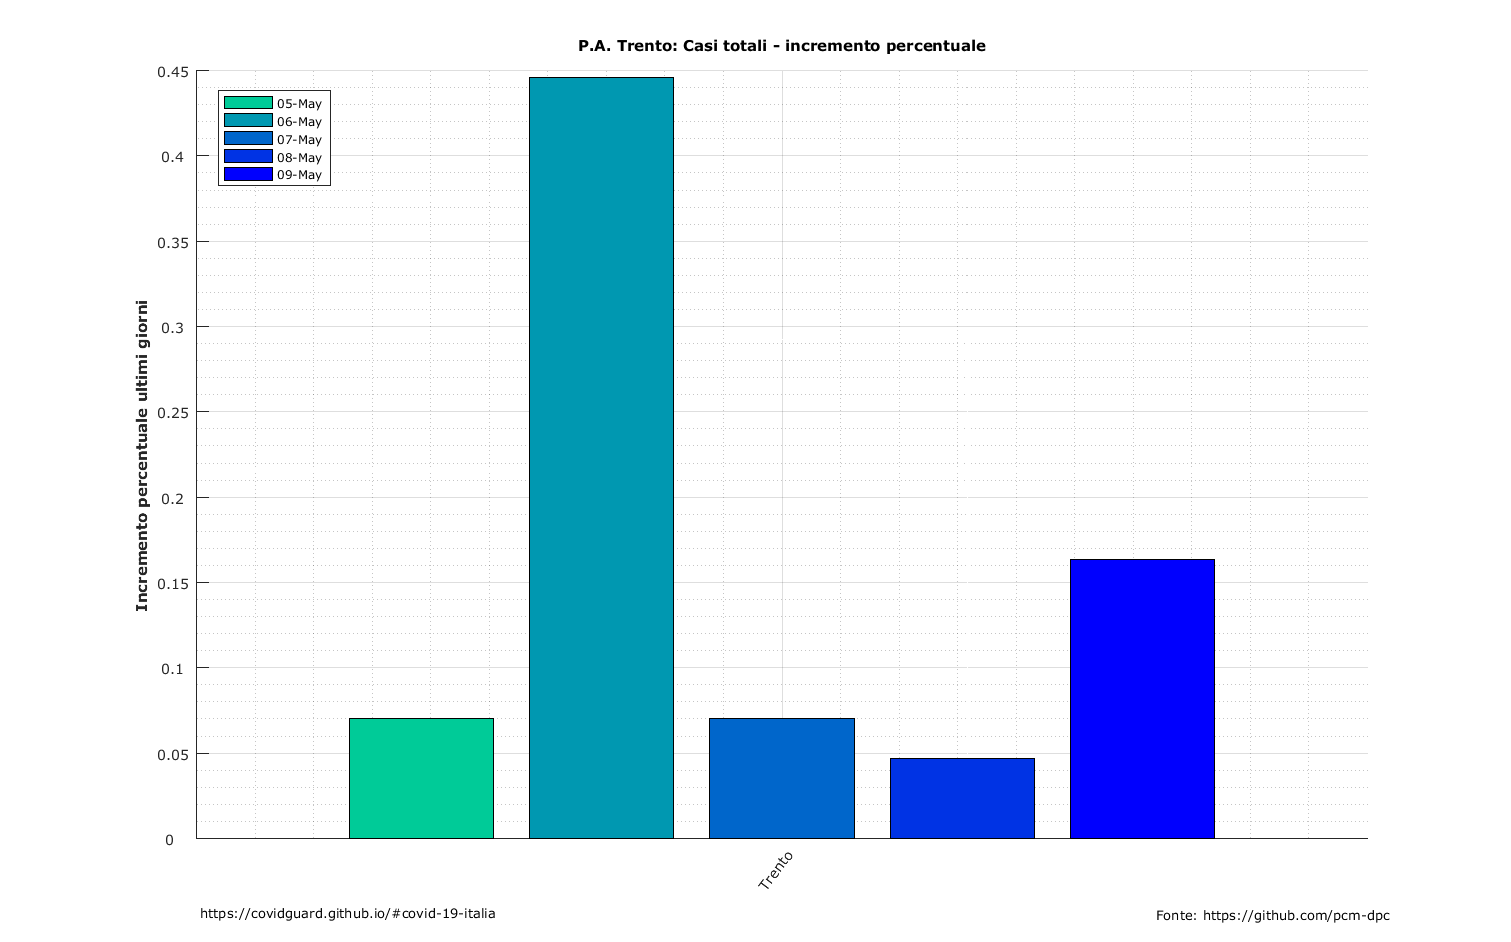 P.A. Trento: Casi totali - incremento percentuale
0.45
0.4
0.35
0.3
0.25
0.2
0.15
0.1
0.05
0
Incremento percentuale ultimi giorni
05-May
06-May
07-May
08-May
09-May
Trento
https://covidguard.github.io/#covid-19-italia
Fonte: https://github.com/pcm-dpc